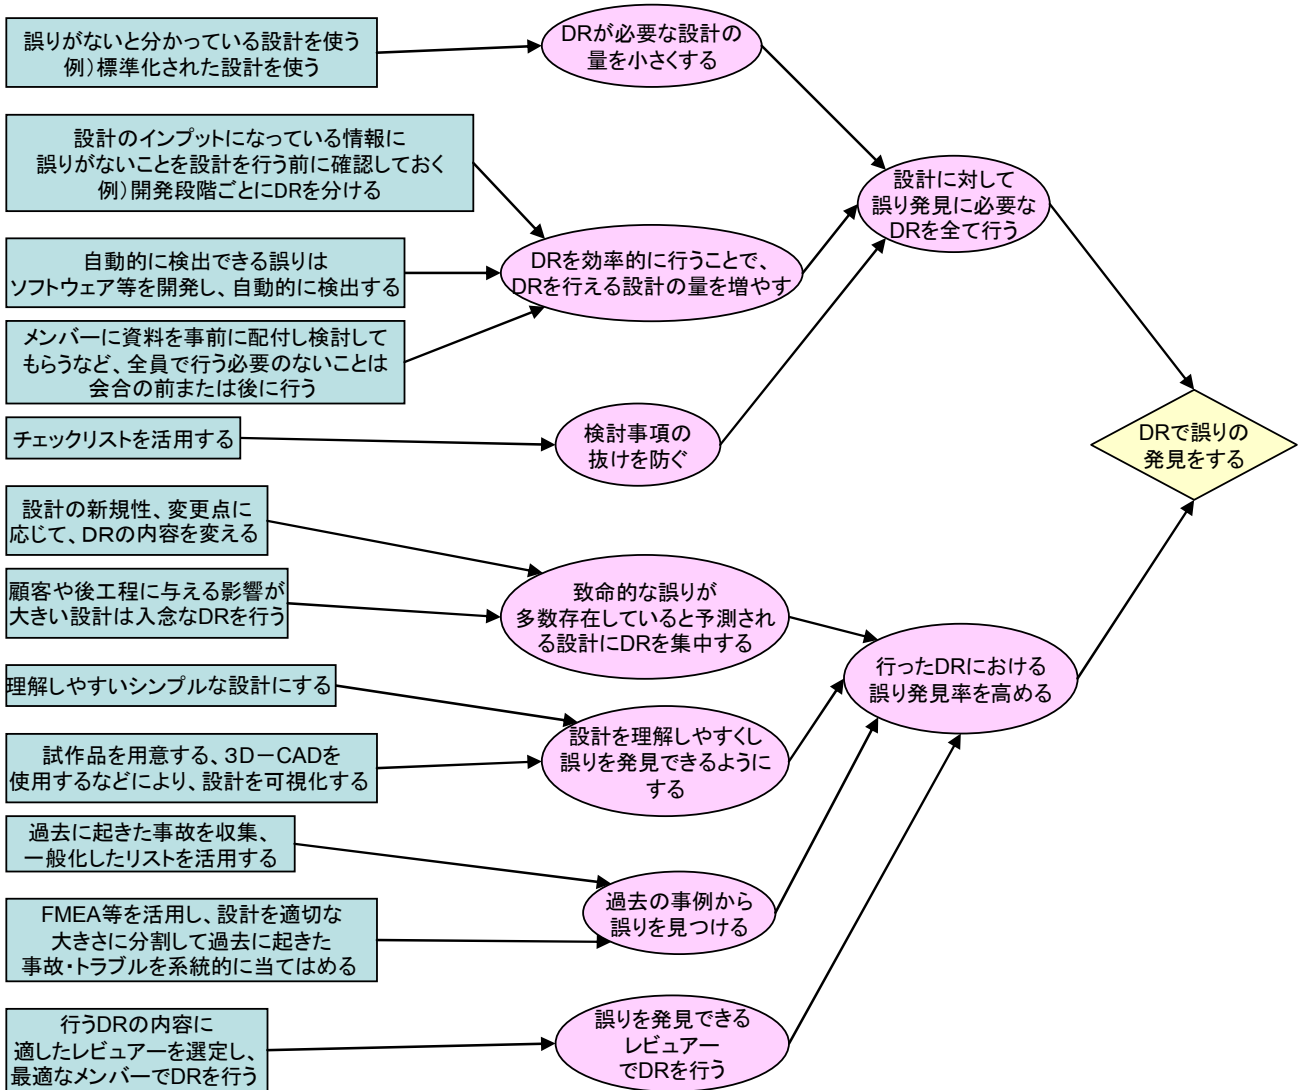 誤りがないと分かっている設計を使う
例）標準化された設計を使う
設計のインプットになっている情報に
誤りがないことを設計を行う前に確認しておく
例）開発段階ごとにDRを分ける
自動的に検出できる誤りは
ソフトウェア等を開発し、自動的に検出する
メンバーに資料を事前に配付し検討して
もらうなど、全員で行う必要のないことは
会合の前または後に行う
チェックリストを活用する
設計の新規性、変更点に
応じて、DRの内容を変える
顧客や後工程に与える影響が
大きい設計は入念なDRを行う
理解しやすいシンプルな設計にする
試作品を用意する、3D－CADを
使用するなどにより、設計を可視化する
過去に起きた事故を収集、
一般化したリストを活用する
FMEA等を活用し、設計を適切な
大きさに分割して過去に起きた
事故・トラブルを系統的に当てはめる
行うDRの内容に
適したレビュアーを選定し、
最適なメンバーでDRを行う
DRが必要な設計の
量を小さくする
DRを効率的に行うことで、
DRを行える設計の量を増やす
検討事項の
抜けを防ぐ
致命的な誤りが
多数存在していると予測され
る設計にDRを集中する
設計を理解しやすくし
誤りを発見できるように
する
過去の事例から
誤りを見つける
誤りを発見できる
レビュアー
でDRを行う
設計に対して
誤り発見に必要な
DRを全て行う
行ったDRにおける
誤り発見率を高める
DRで誤りの
発見をする